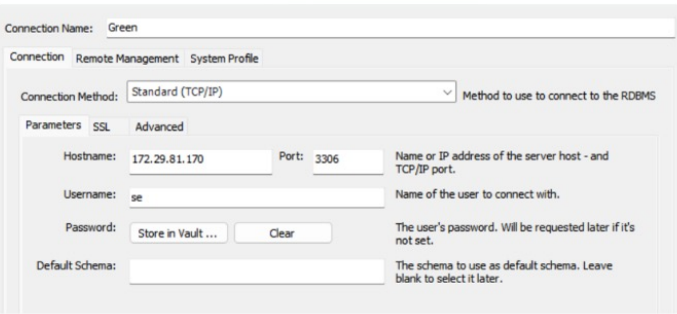 Connection Name: Green
Connection Remote Management System Profile
Connection Method: Standard (TCP/IP) Method to use to connect to the RDBMS
Parameters SSL Advanced
Hostname: 172.29.81.170 Port: 3306 Name or IP address of the server host - and
TCP/IP port.
Username: se Name of the user to connect with.
Password: Store in Vault ... Clear The user's password. Will be requested later if it's
not set.
Default Schema: The schema to use as default schema. Leave
blank to select it later.